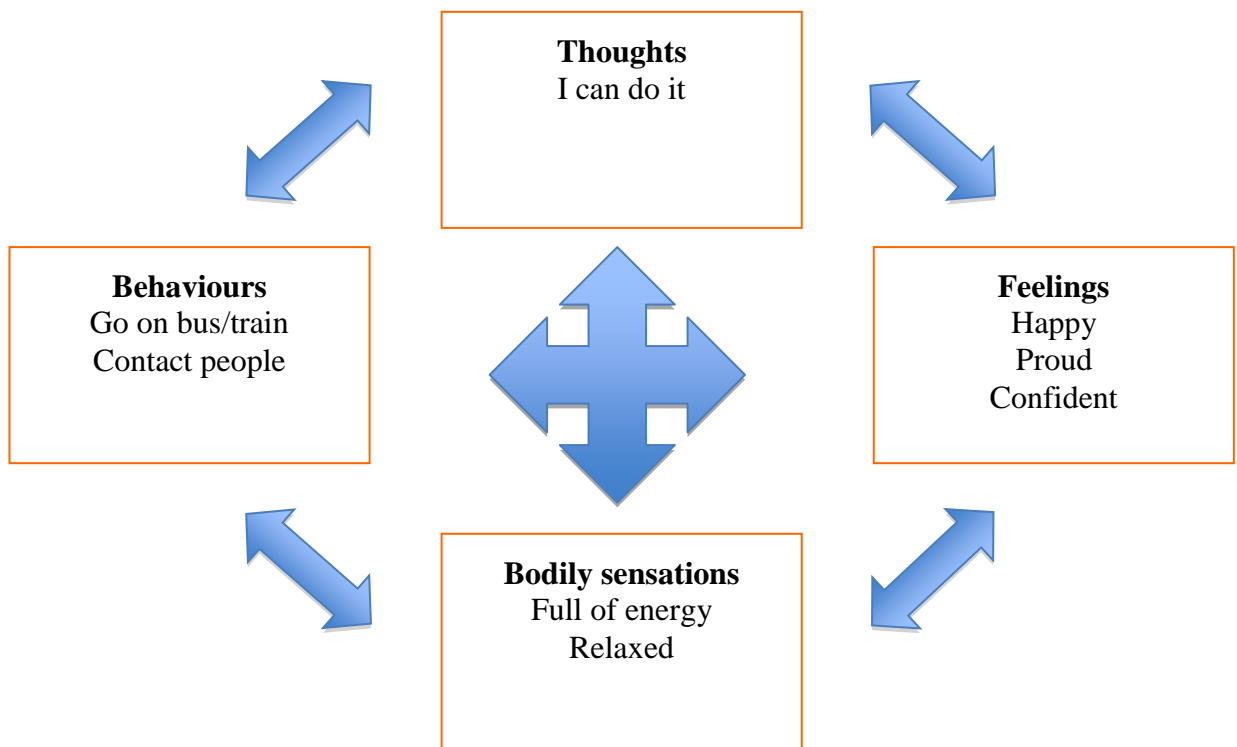 Thoughts
I can do it
Behaviours
Go on bus/train
Contact people
Feelings
Happy
Proud
Confident
Bodily sensations
Full of energy
Relaxed